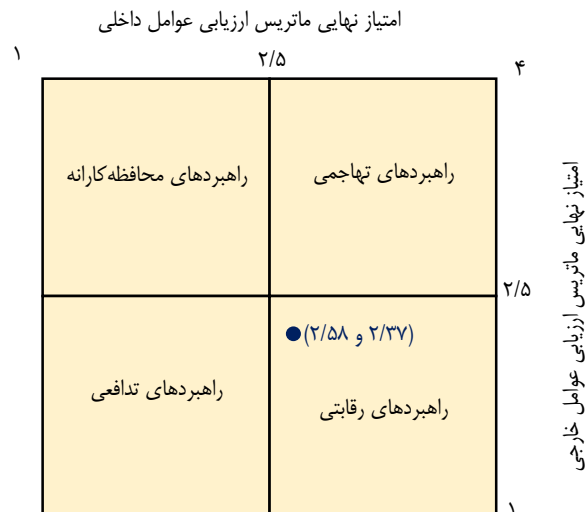 امتیاز نهایی ماتریس ارزیابی عوامل داخلی
۴
۲/۵
۱
راهبردهای تهاجمی
راهبردهای محافظه‌کارانه
۲/۵
(۲/۳۷ و ۲/۵۸)
راهبردهای رقابتی
راهبردهای تدافعی
۱
امتیاز نهایی ماتریس ارزیابی عوامل خارجی